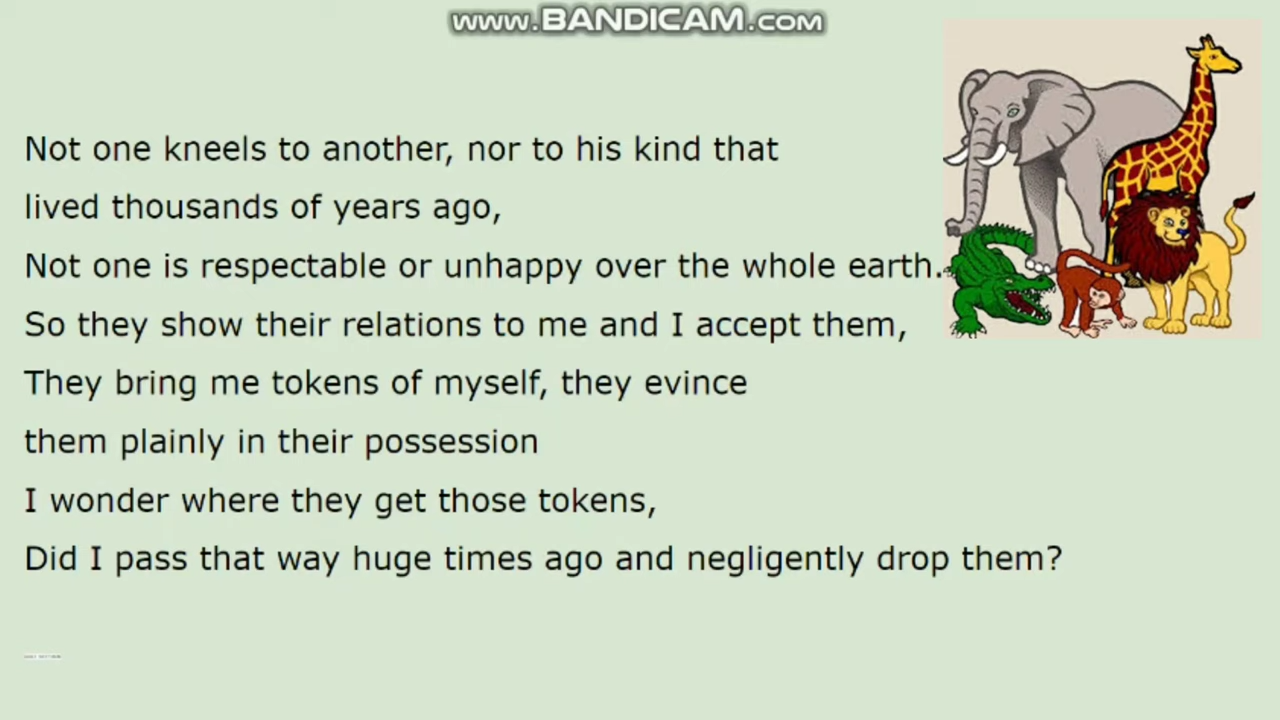 www.BANDICAM.com
Not one kneels to another, nor to his kind that
lived thousands of years ago,
Not one is respectable or unhappy over the whole earth.
So they show their relations to me and I accept them,
They bring me tokens of myself, they evince
them plainly in their possession
I wonder where they get those tokens,
Did I pass that way huge times ago and negligently drop them?